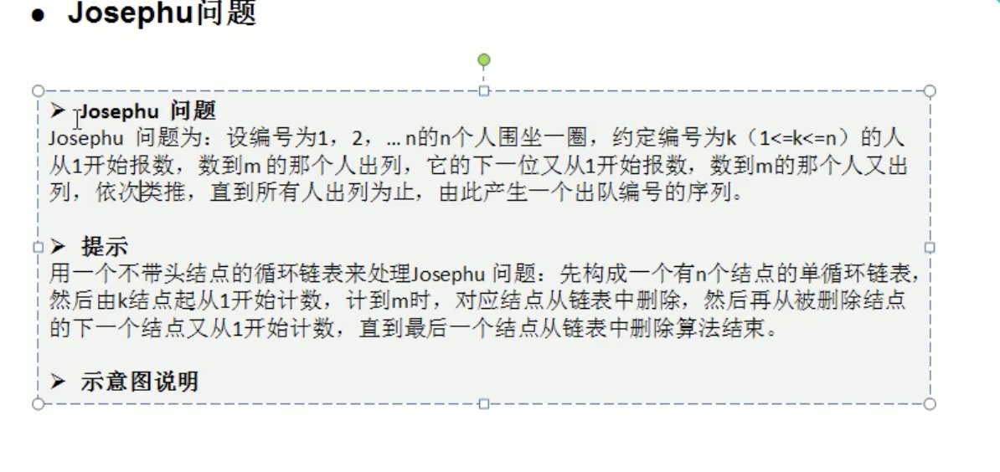 ● Josephu问题
➢ Josephu 问题
Josephu 问题为：设编号为1，2，… n的n个人围坐一圈，约定编号为k（1<=k<=n）的人
从1开始报数，数到m 的那个人出列，它的下一位又从1开始报数，数到m的那个人又出
列，依次类推，直到所有人出列为止，由此产生一个出队编号的序列。
➢ 提示
用一个不带头结点的循环链表来处理Josephu 问题：先构成一个有n个结点的单循环链表，
然后由k结点起从1开始计数，计到m时，对应结点从链表中删除，然后再从被删除结点
的下一个结点又从1开始计数，直到最后一个结点从链表中删除算法结束。
➢ 示意图说明